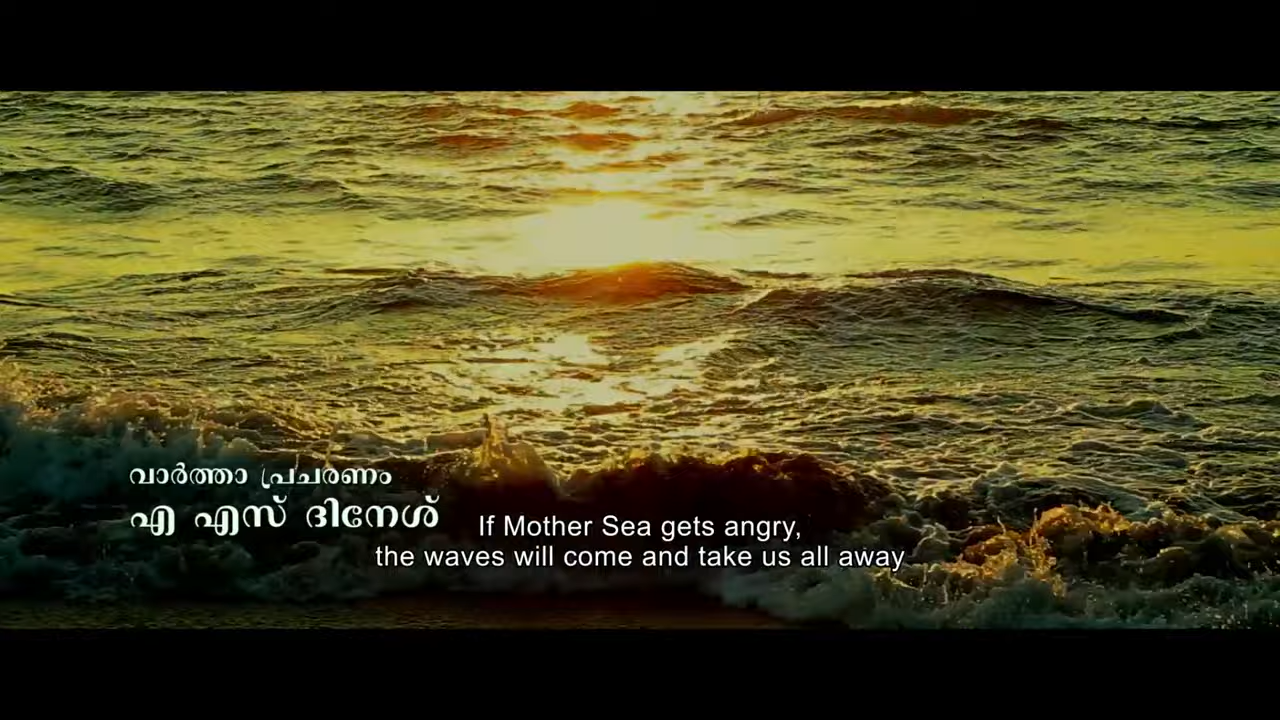 വാർത്താ പ്രചരണം
എ എസ് ദിനേശ്
If Mother Sea gets angry,
the waves will come and take us all away